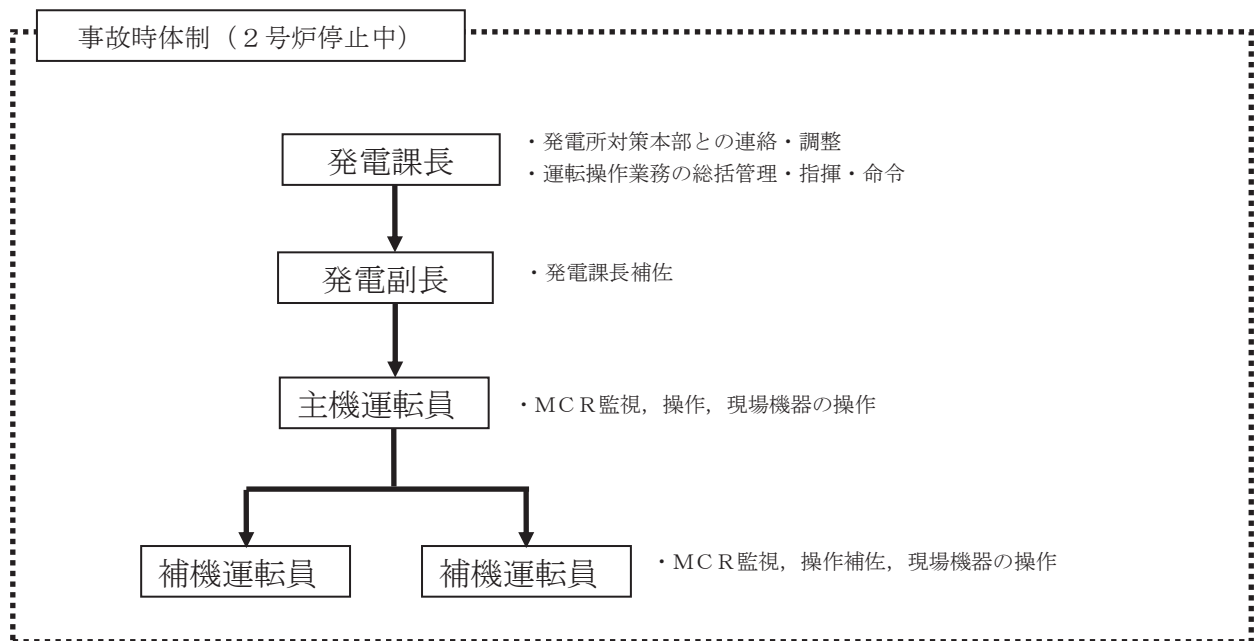 事故時体制（２号炉停止中）
発電課長
・発電所対策本部との連絡・調整
・運転操作業務の総括管理・指揮・命令
発電副長
・発電課長補佐
主機運転員
・ＭＣＲ監視，操作，現場機器の操作
補機運転員
補機運転員
・ＭＣＲ監視，操作補佐，現場機器の操作